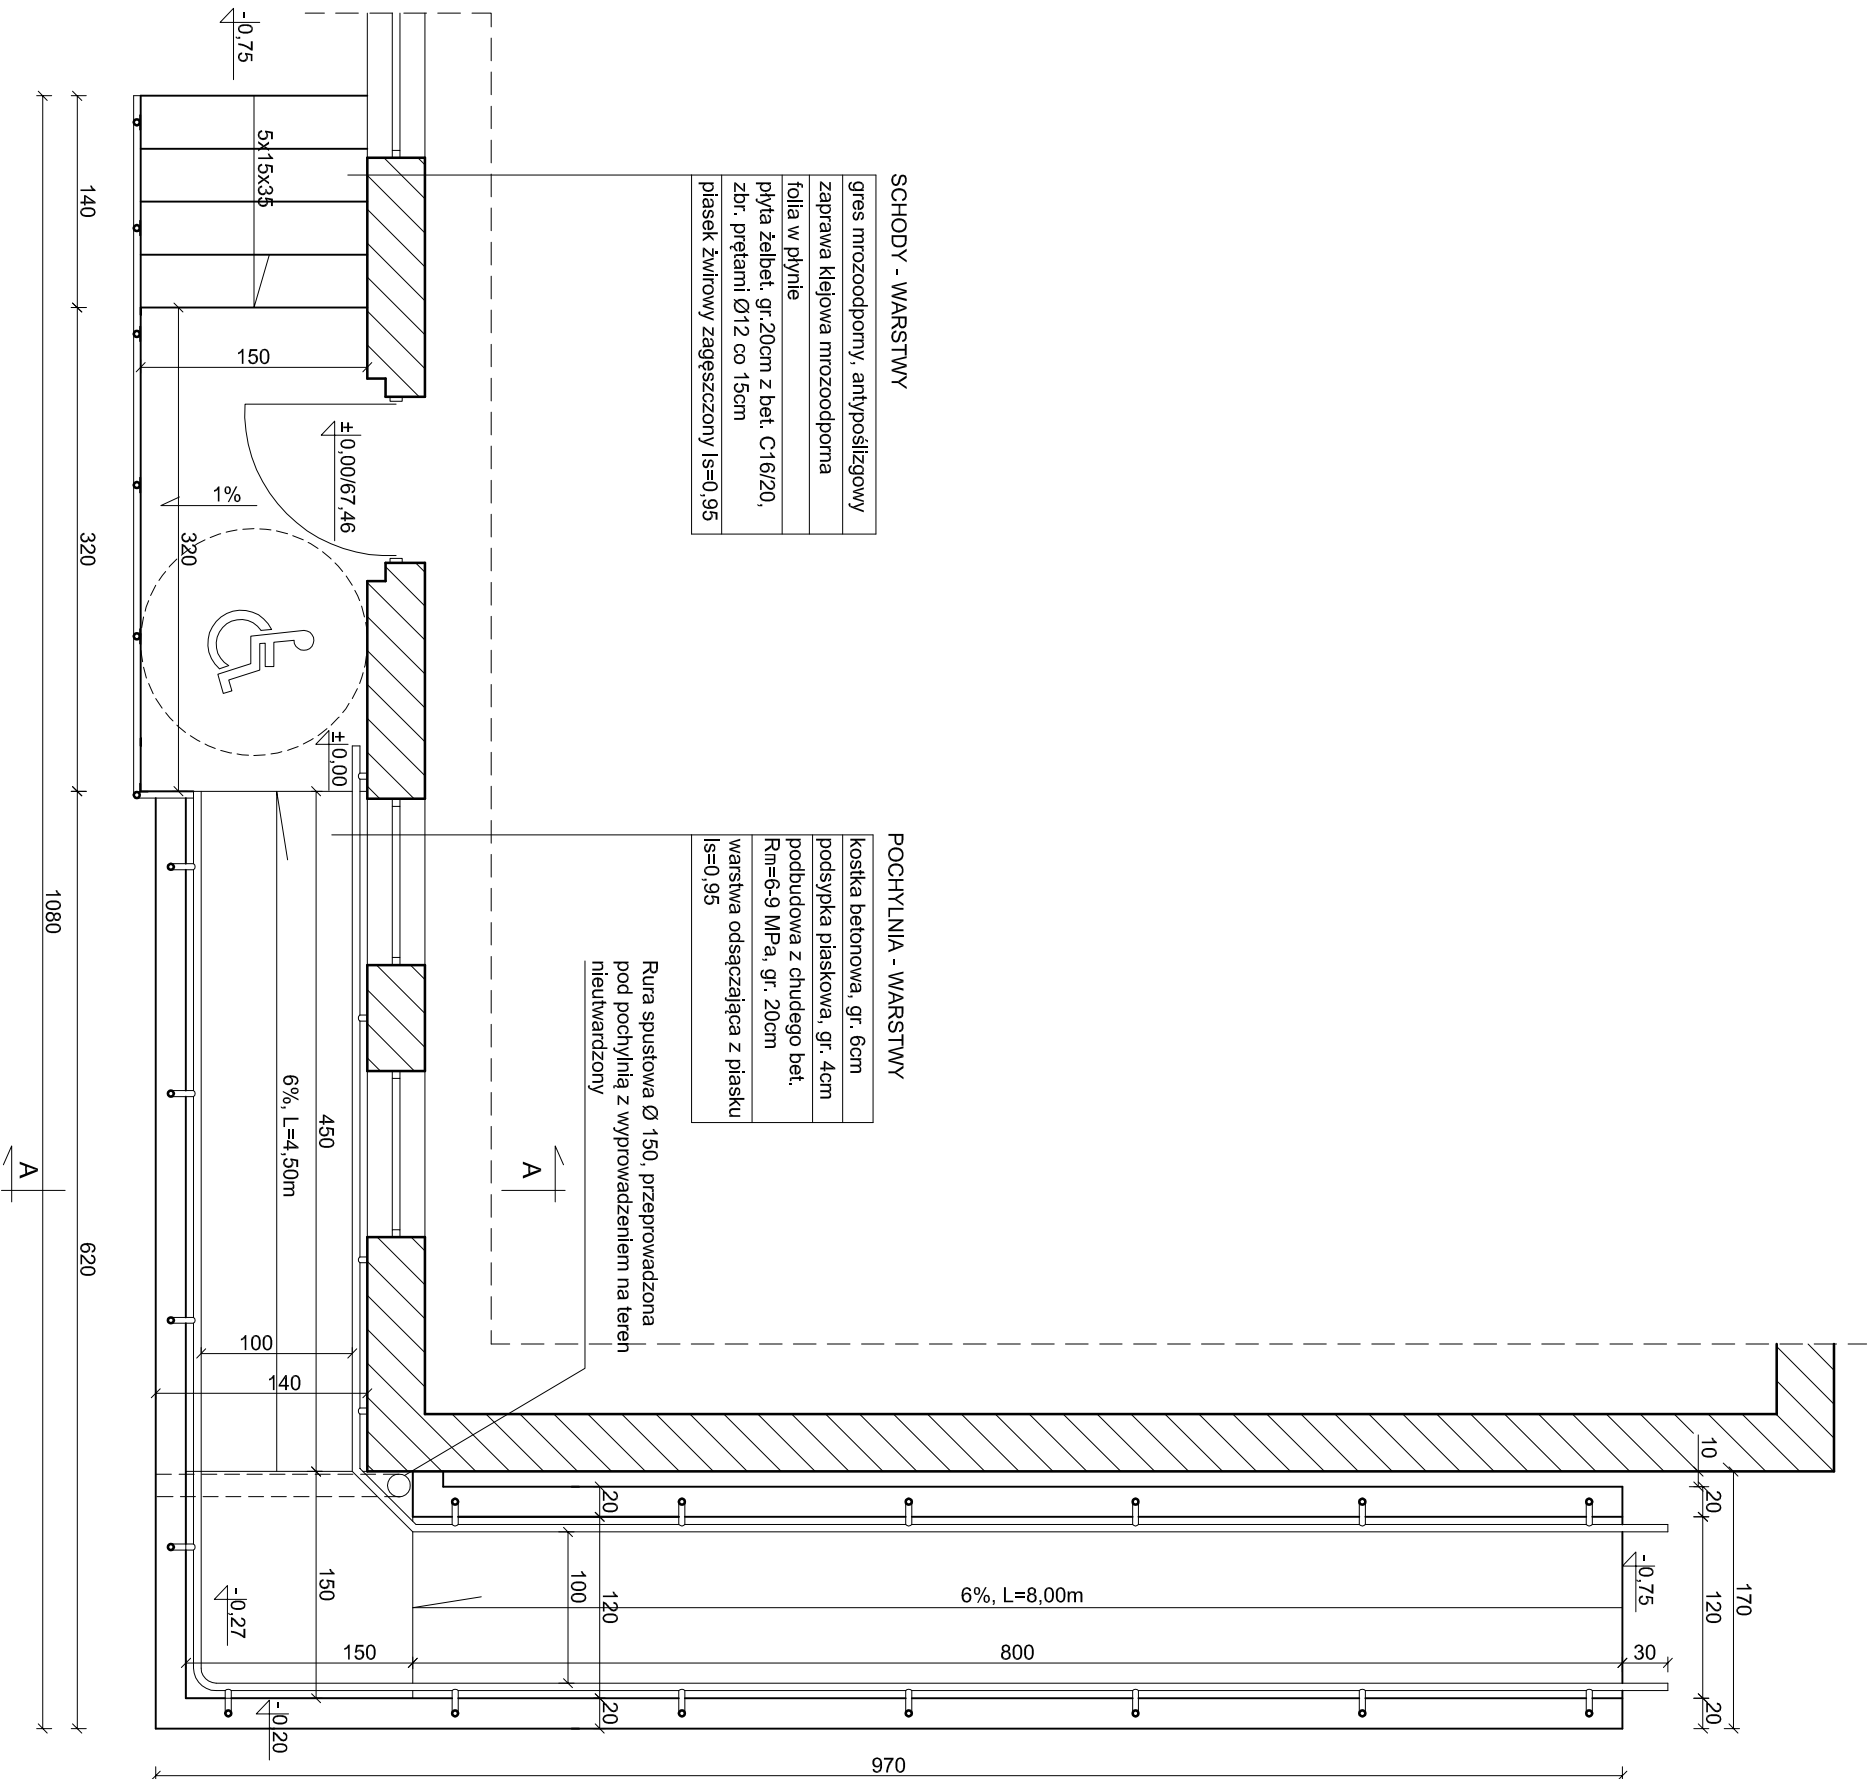 SCHODY - WARSTWY
gres mrozoodporny, antypoślizgowy
zaprawa klejowa mrozoodporna
folia w płynie
płyta żelbet. gr.20cm z bet. C16/20,
zbr. prętami Ø12 co 15cm
piasek żwirowy zagęszczony Is=0,95
POCHYLNIA - WARSTWY
kostka betonowa, gr. 6cm
podsypka piaskowa, gr. 4cm
podbudowa z chudego bet.
Rm=6-9 MPa, gr. 20cm
warstwa odsączająca z piasku
Is=0,95
Rura spustowa Ø 150, przeprowadzona
pod pochylnią z wyprowadzeniem na teren
nieutwardzony
-0,75
5x15x35
150
±0,00/67,46
1%
320
±0,00
140
320
620
1080
450
6%, L=4,50m
100
140
A
A
150
-0,27
-0,20
150
800
30
970
6%, L=8,00m
20
120
20
100
-0,75
10
20
120
20
170